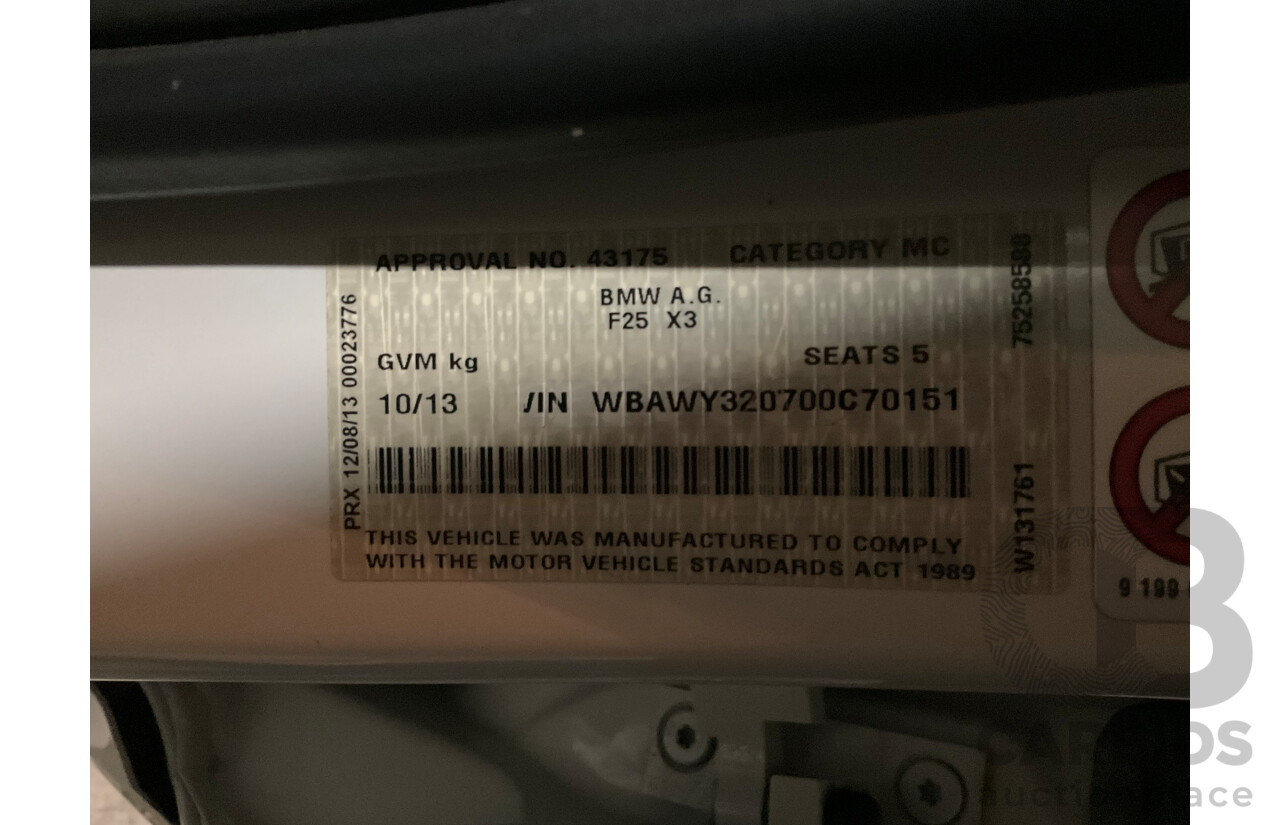 APPROVAL NO. 43175 CATEGORY MC
BMW A.G.
F25 X3
GVM kg SEATS 5
10/13 /IN WBAWY320700C70151
THIS VEHICLE WAS MANUFACTURED TO COMPLY
WITH THE MOTOR VEHICLE STANDARDS ACT 1989
PRX 12/08/13 00023776
7525858
W131761
9 199